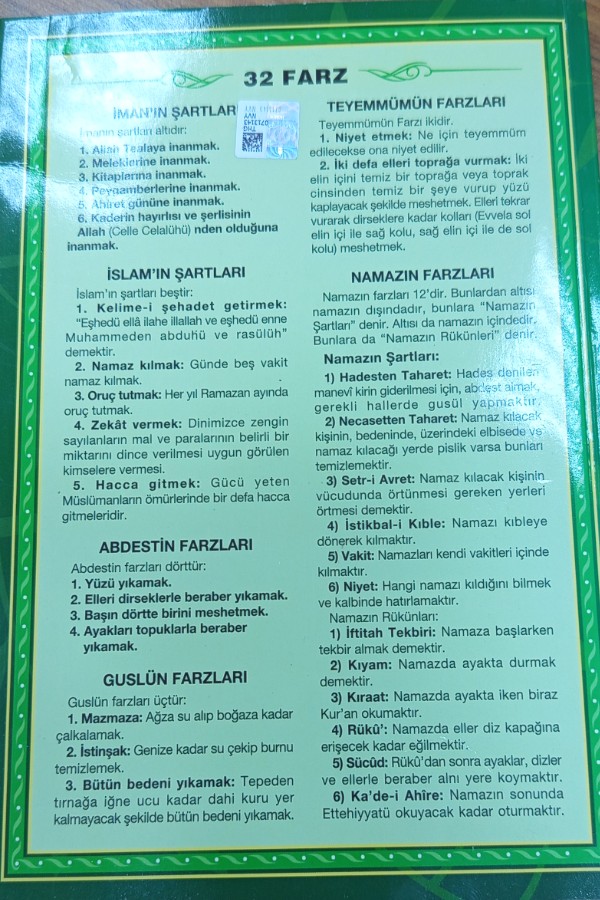 32 FARZ
İMAN'IN ŞARTLARI
İmanın şartları altıdır:
1. Allah Tealaya inanmak.
2. Meleklerine inanmak.
3. Kitaplarına inanmak.
4. Peygamberlerine inanmak.
5. Ahiret gününe inanmak.
6. Kaderin hayırlısı ve şerlisinin
Allah (Celle Celalühü) nden olduğuna
inanmak.
İSLAM'IN ŞARTLARI
İslam'ın şartları beştir:
1. Kelime-i şehadet getirmek:
“Eşhedü ellâ ilahe illallah ve eşhedü enne
Muhammeden abduhü ve rasülüh”
demektir.
2. Namaz kılmak: Günde beş vakit
namaz kılmak.
3. Oruç tutmak: Her yıl Ramazan ayında
oruç tutmak.
4. Zekât vermek: Dinimizce zengin
sayılanların mal ve paralarının belirli bir
miktarını dince verilmesi uygun görülen
kimselere vermesi.
5. Hacca gitmek: Gücü yeten
Müslümanların ömürlerinde bir defa hacca
gitmeleridir.
ABDESTİN FARZLARI
Abdestin farzları dörttür:
1. Yüzü yıkamak.
2. Elleri dirseklerle beraber yıkamak.
3. Başın dörtte birini meshetmek.
4. Ayakları topuklarla beraber
yıkamak.
GUSLÜN FARZLARI
Guslün farzları üçtür:
1. Mazmaza: Ağza su alıp boğaza kadar
çalkalamak.
2. İstinşak: Genize kadar su çekip burnu
temizlemek.
3. Bütün bedeni yıkamak: Tepeden
tırnağa iğne ucu kadar dahi kuru yer
kalmayacak şekilde bütün bedeni yıkamak.
TEYEMMÜMÜN FARZLARI
Teyemmümün Farzı ikidir.
1. Niyet etmek: Ne için teyemmüm
edilecekse ona niyet edilir.
2. İki defa elleri toprağa vurmak: İki
elin içini temiz bir toprağa veya toprak
cinsinden temiz bir şeye vurup yüzü
kaplayacak şekilde meshetmek. Elleri tekrar
vurarak dirseklere kadar kolları (Evvela sol
elin içi ile sağ kolu, sağ elin içi ile de sol
kolu) meshetmek.
NAMAZIN FARZLARI
Namazın farzları 12'dir. Bunlardan altısı
namazın dışındadır, bunlara “Namazın
Şartları” denir. Altısı da namazın içindedir.
Bunlara da “Namazın Rükünleri” denir.
Namazın Şartları:
1) Hadesten Taharet: Hades denilen
manevî kirin giderilmesi için, abdest almak,
gerekli hallerde gusül yapmaktır.
2) Necasetten Taharet: Namaz kılacak
kişinin, bedeninde, üzerindeki elbisede ve
namaz kılacağı yerde pislik varsa bunları
temizlemektir.
3) Setr-i Avret: Namaz kılacak kişinin
vücudunda örtünmesi gereken yerleri
örtmesi demektir.
4) İstikbal-i Kıble: Namazı kıbleye
dönerek kılmaktır.
5) Vakit: Namazları kendi vakitleri içinde
kılmaktır.
6) Niyet: Hangi namazı kıldığını bilmek
ve kalbinde hatırlamaktır.
Namazın Rükünları:
1) İftitah Tekbiri: Namaza başlarken
tekbir almak demektir.
2) Kıyam: Namazda ayakta durmak
demektir.
3) Kıraat: Namazda ayakta iken biraz
Kur'an okumaktır.
4) Rükû': Namazda eller diz kapağına
erişecek kadar eğilmektir.
5) Sücûd: Rükû'dan sonra ayaklar, dizler
ve ellerle beraber alnı yere koymaktır.
6) Ka'de-i Ahîre: Namazın sonunda
Ettehiyyatü okuyacak kadar oturmaktır.